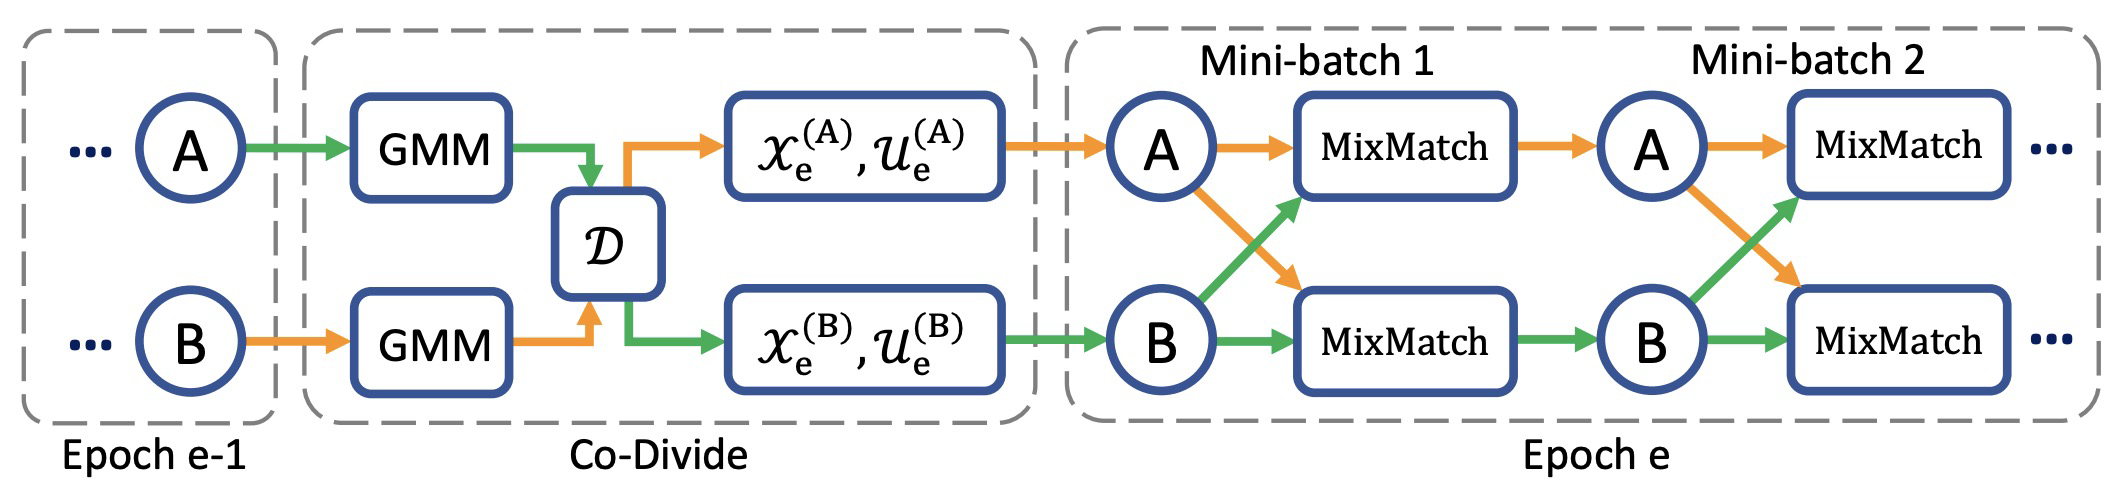 Mini-batch 1
Mini-batch 2
... A GMM 𝒳ₑ⁽ᴬ⁾, 𝒰ₑ⁽ᴬ⁾ A MixMatch A MixMatch ...
𝒟
... B GMM 𝒳ₑ⁽ᴮ⁾, 𝒰ₑ⁽ᴮ⁾ B MixMatch B MixMatch ...
Epoch e-1
Co-Divide
Epoch e